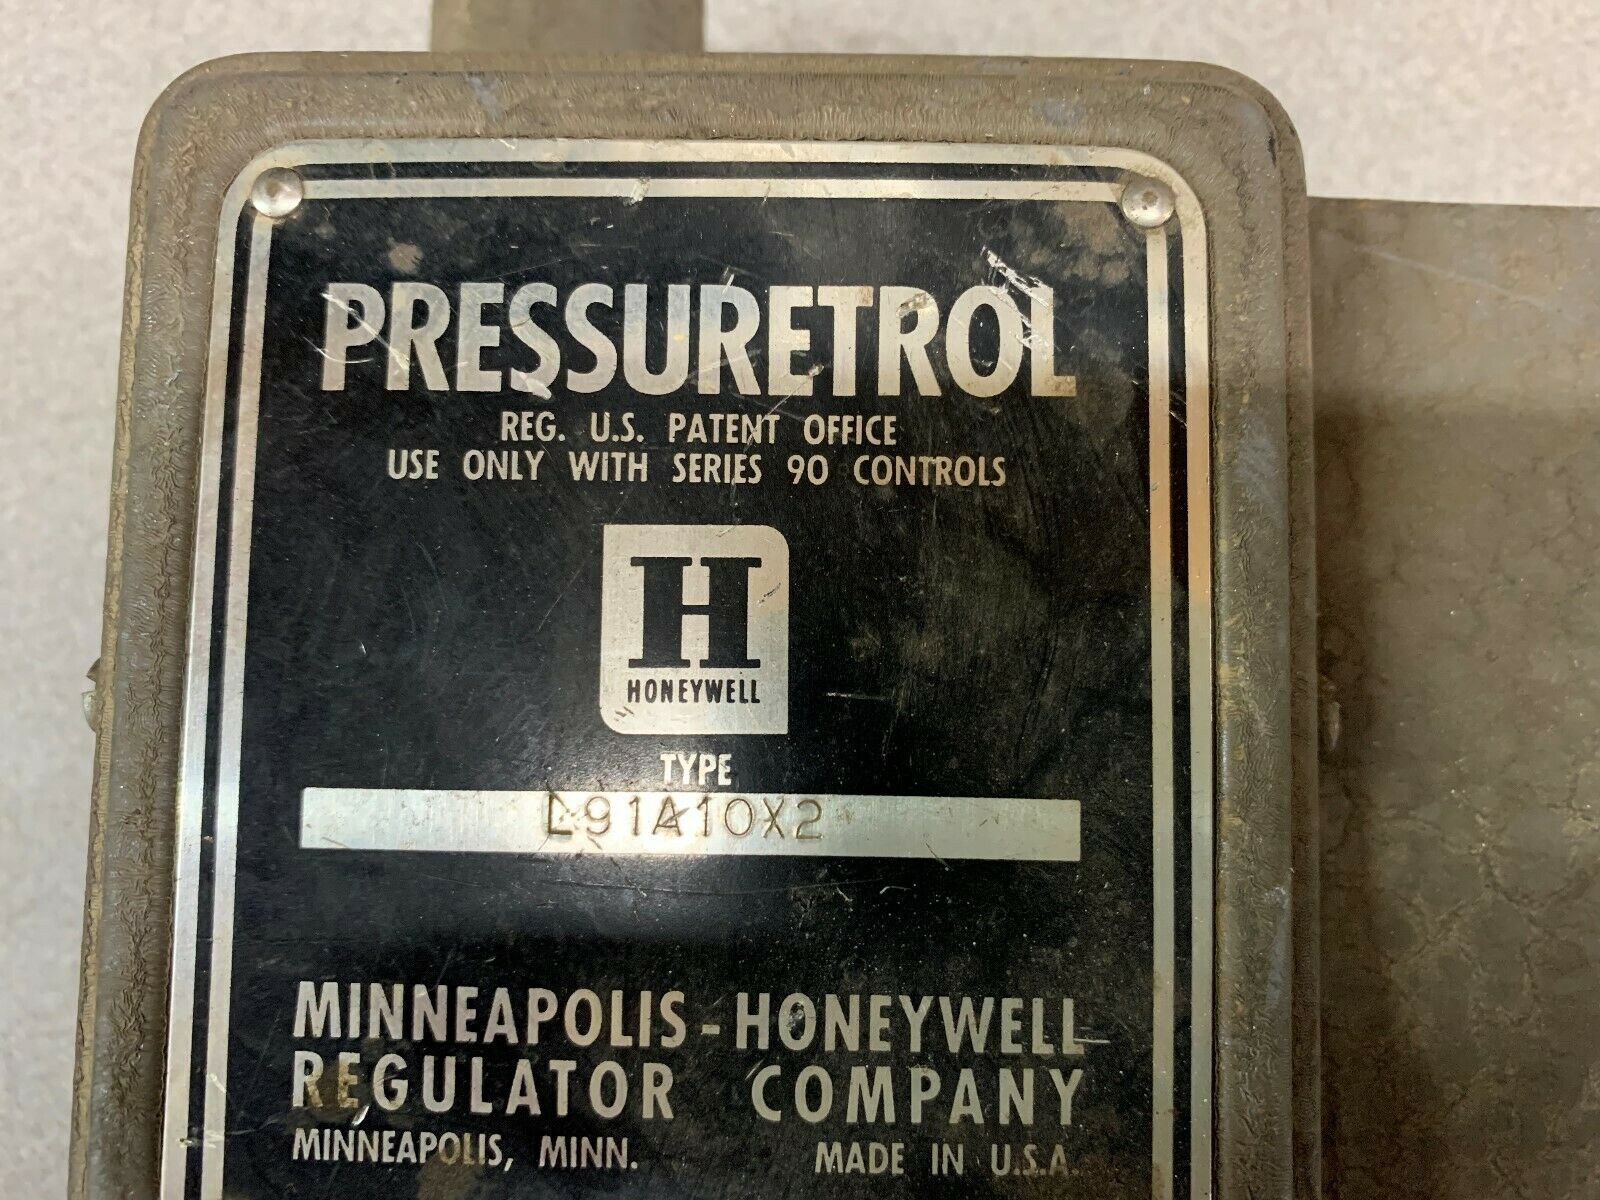 PRESSURETROL
REG. U.S. PATENT OFFICE
USE ONLY WITH SERIES 90 CONTROLS
H
HONEYWELL
TYPE
L91A10X2
MINNEAPOLIS-HONEYWELL
REGULATOR COMPANY
MINNEAPOLIS, MINN. MADE IN U.S.A.